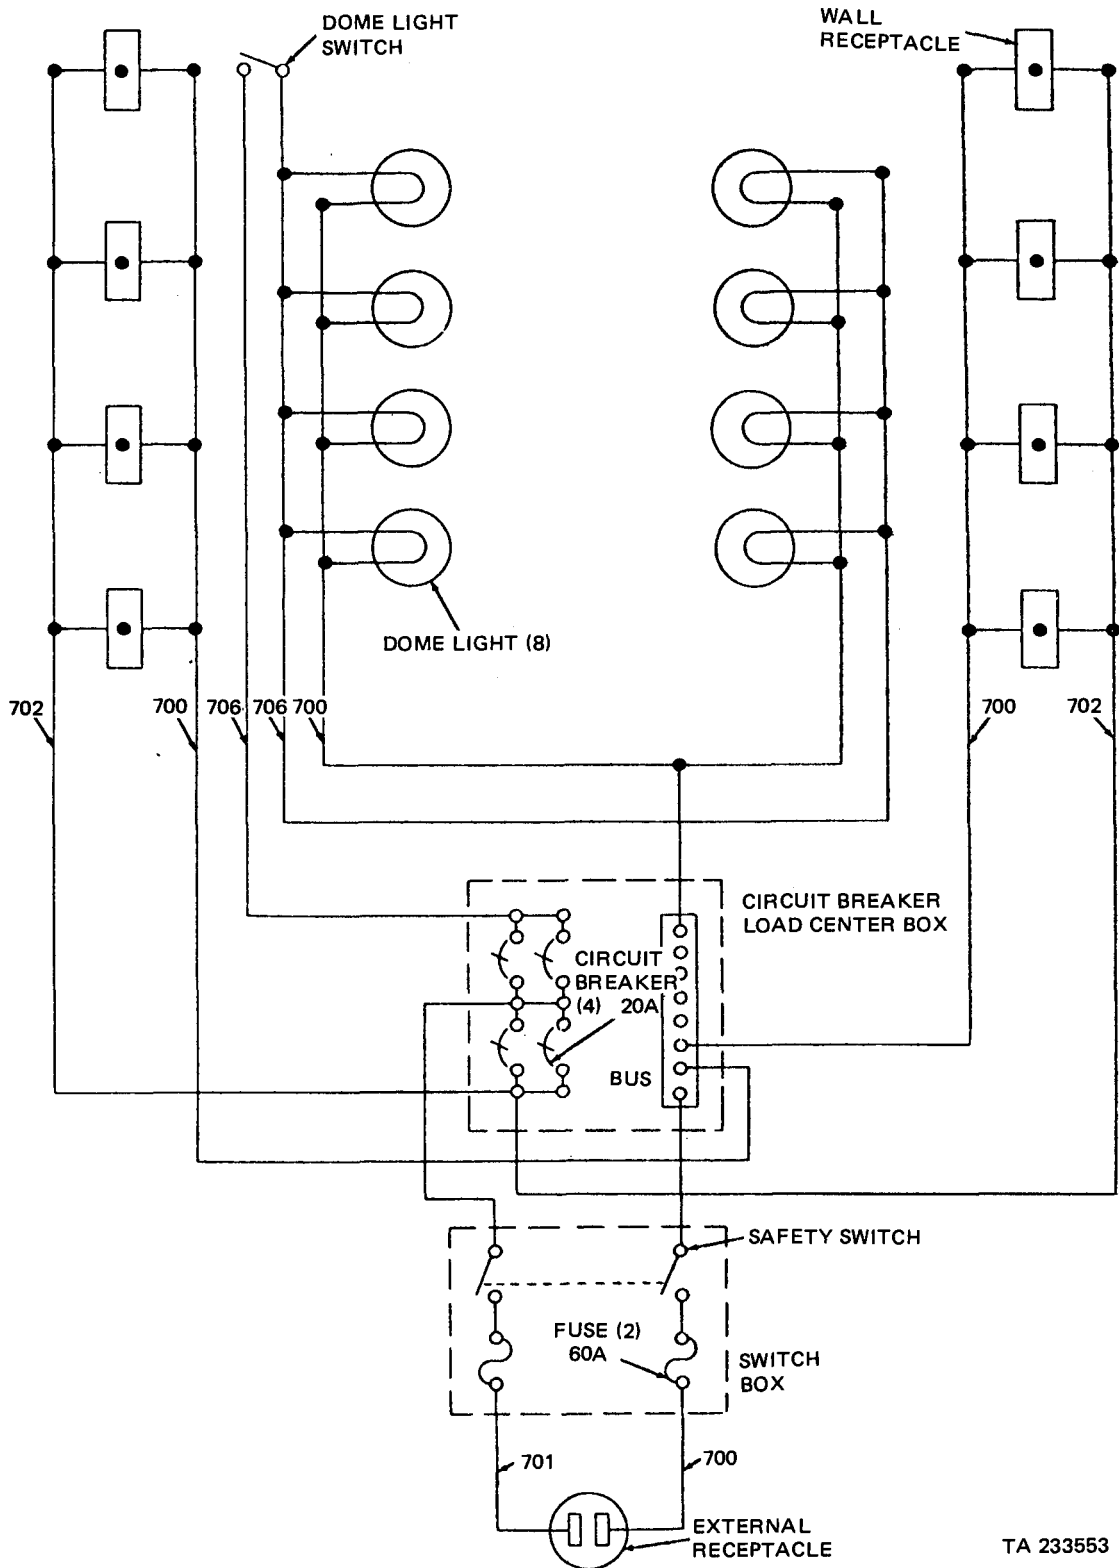 DOME LIGHT
SWITCH
WALL
RECEPTACLE
DOME LIGHT (8)
702
700
706
706
700
700
702
CIRCUIT BREAKER
LOAD CENTER BOX
CIRCUIT
BREAKER
(4) 20A
BUS
SAFETY SWITCH
FUSE (2)
60A
SWITCH
BOX
701
700
EXTERNAL
RECEPTACLE
TA 233553